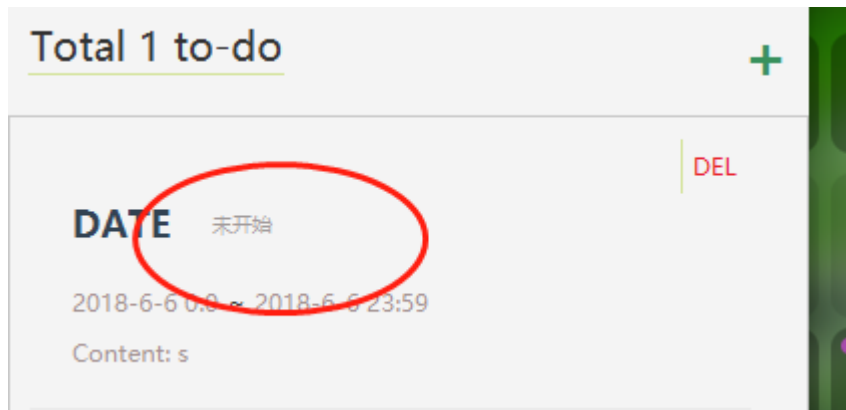 Total 1 to-do
+
DEL
DATE 未开始
2018-6-6 0:0 ~ 2018-6-6 23:59
Content: s